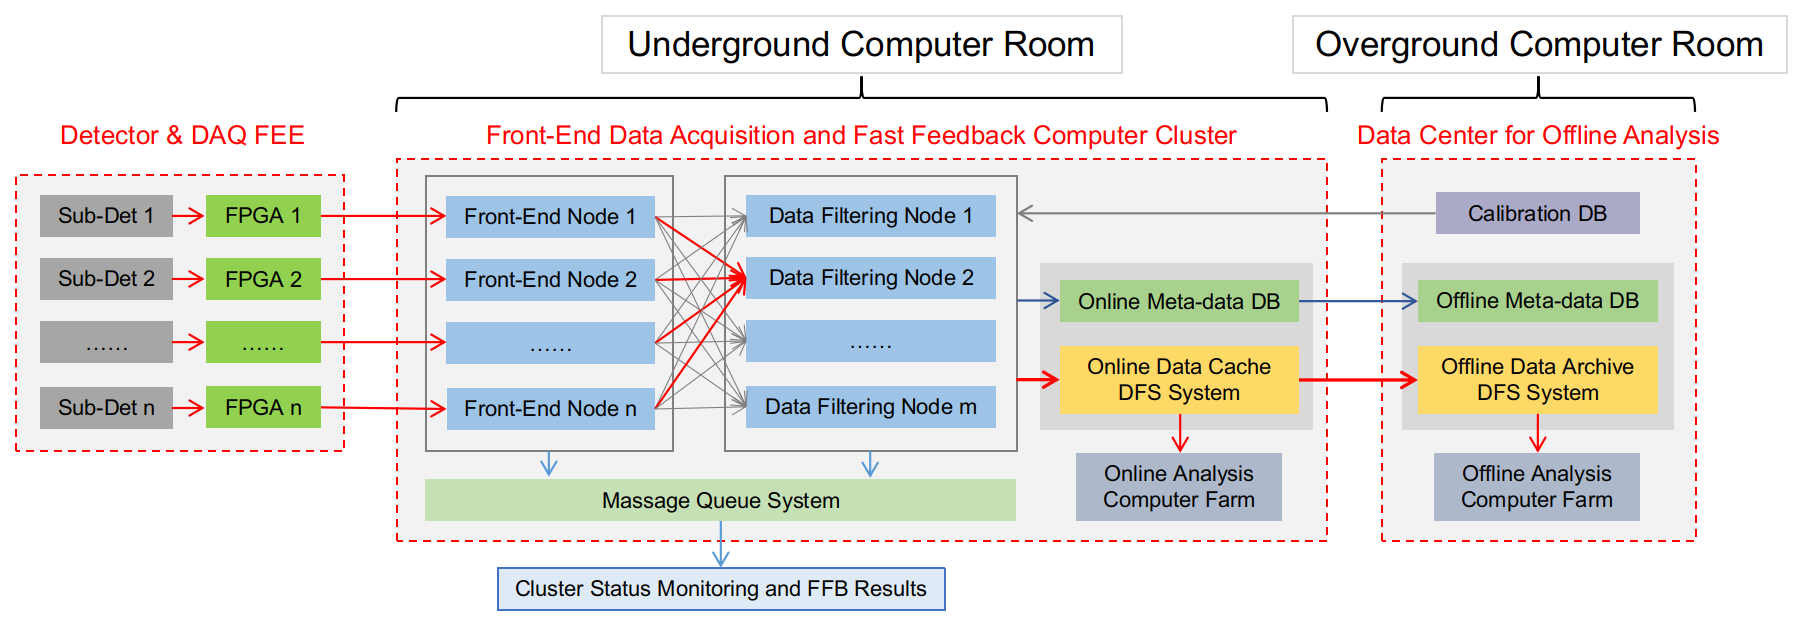 Underground Computer Room
Overground Computer Room
Detector & DAQ FEE
Front-End Data Acquisition and Fast Feedback Computer Cluster
Data Center for Offline Analysis
Sub-Det 1
FPGA 1
Front-End Node 1
Data Filtering Node 1
Calibration DB
Sub-Det 2
FPGA 2
Front-End Node 2
Data Filtering Node 2
Online Meta-data DB
Offline Meta-data DB
......
......
......
......
Online Data Cache
DFS System
Offline Data Archive
DFS System
Sub-Det n
FPGA n
Front-End Node n
Data Filtering Node m
Online Analysis
Computer Farm
Offline Analysis
Computer Farm
Massage Queue System
Cluster Status Monitoring and FFB Results